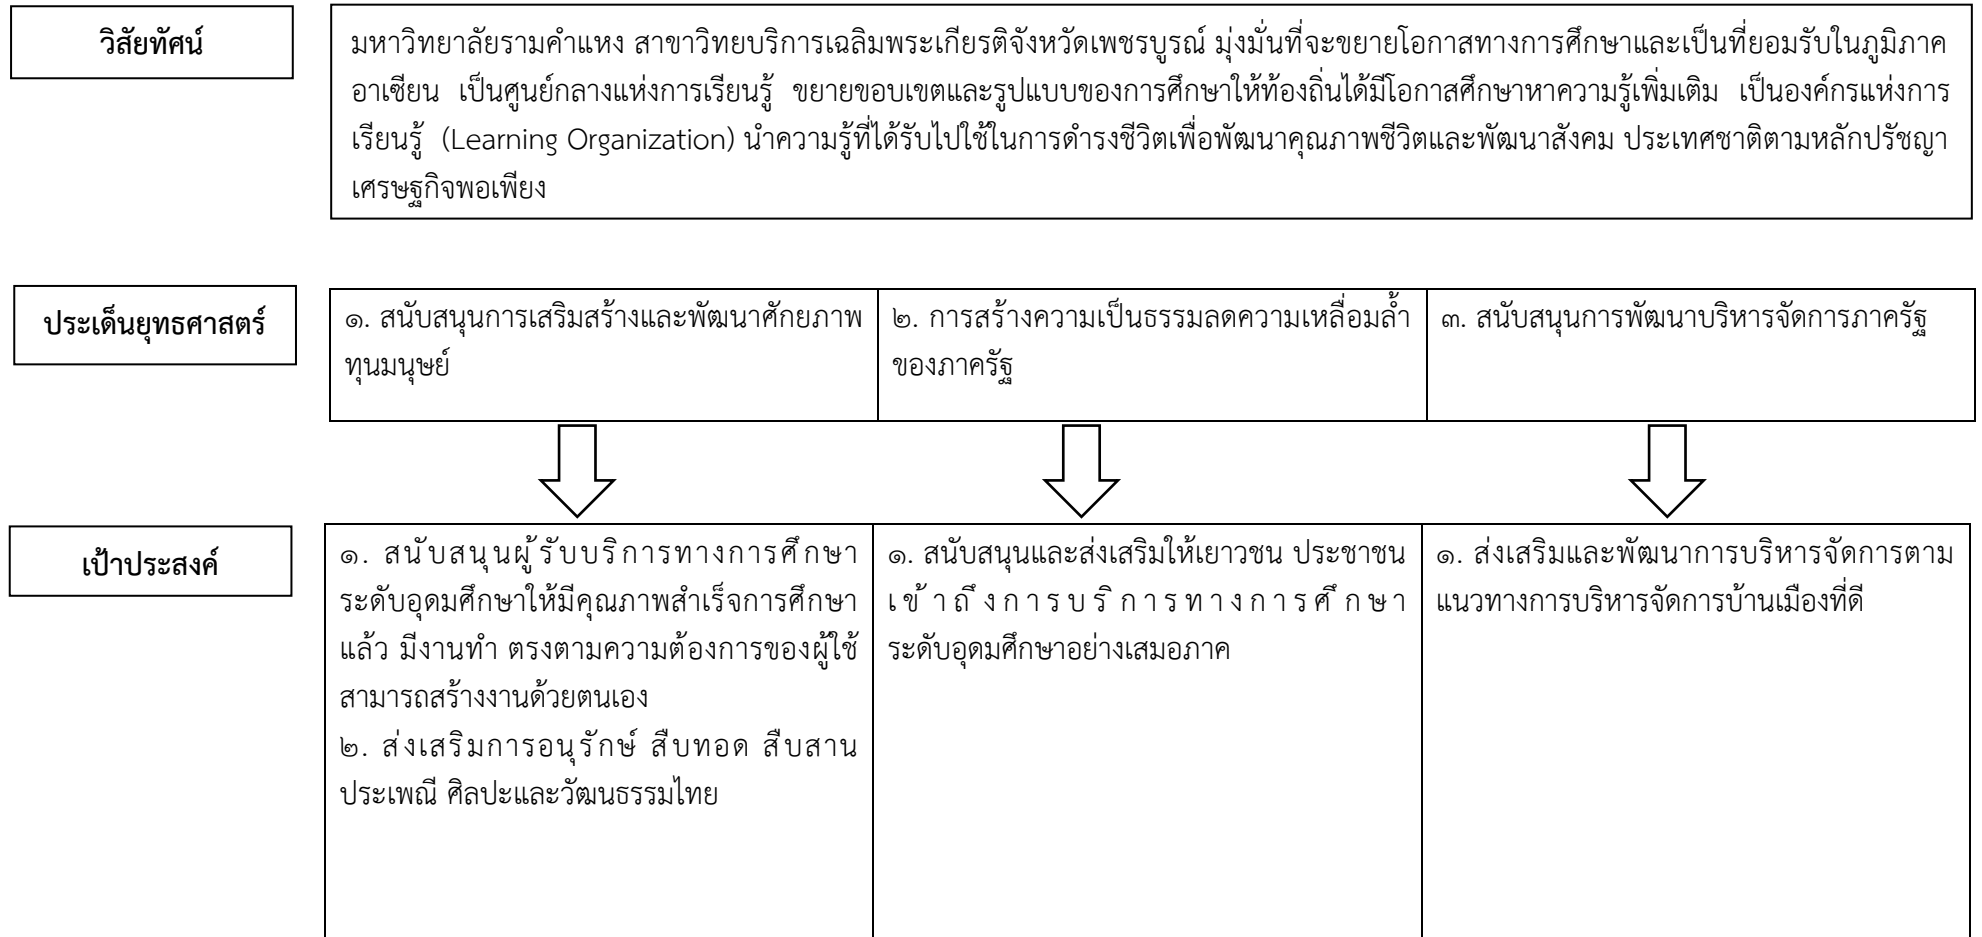 วิสัยทัศน์
มหาวิทยาลัยรามคำแหง สาขาวิทยบริการเฉลิมพระเกียรติจังหวัดเพชรบูรณ์ มุ่งมั่นที่จะขยายโอกาสทางการศึกษาและเป็นที่ยอมรับในภูมิภาค
อาเซียน เป็นศูนย์กลางแห่งการเรียนรู้ ขยายขอบเขตและรูปแบบของการศึกษาให้ท้องถิ่นได้มีโอกาสศึกษาหาความรู้เพิ่มเติม เป็นองค์กรแห่งการ
เรียนรู้ (Learning Organization) นำความรู้ที่ได้รับไปใช้ในการดำรงชีวิตเพื่อพัฒนาคุณภาพชีวิตและพัฒนาสังคม ประเทศชาติตามหลักปรัชญา
เศรษฐกิจพอเพียง
ประเด็นยุทธศาสตร์
๑. สนับสนุนการเสริมสร้างและพัฒนาศักยภาพ
ทุนมนุษย์
๒. การสร้างความเป็นธรรมลดความเหลื่อมล้ำ
ของภาครัฐ
๓. สนับสนุนการพัฒนาบริหารจัดการภาครัฐ
เป้าประสงค์
๑. สนับสนุนผู้รับบริการทางการศึกษา
ระดับอุดมศึกษาให้มีคุณภาพสำเร็จการศึกษา
แล้ว มีงานทำ ตรงตามความต้องการของผู้ใช้
สามารถสร้างงานด้วยตนเอง
๒. ส่งเสริมการอนุรักษ์ สืบทอด สืบสาน
ประเพณี ศิลปะและวัฒนธรรมไทย
๑. สนับสนุนและส่งเสริมให้เยาวชน ประชาชน
เข้าถึงการบริการทางการศึกษา
ระดับอุดมศึกษาอย่างเสมอภาค
๑. ส่งเสริมและพัฒนาการบริหารจัดการตาม
แนวทางการบริหารจัดการบ้านเมืองที่ดี